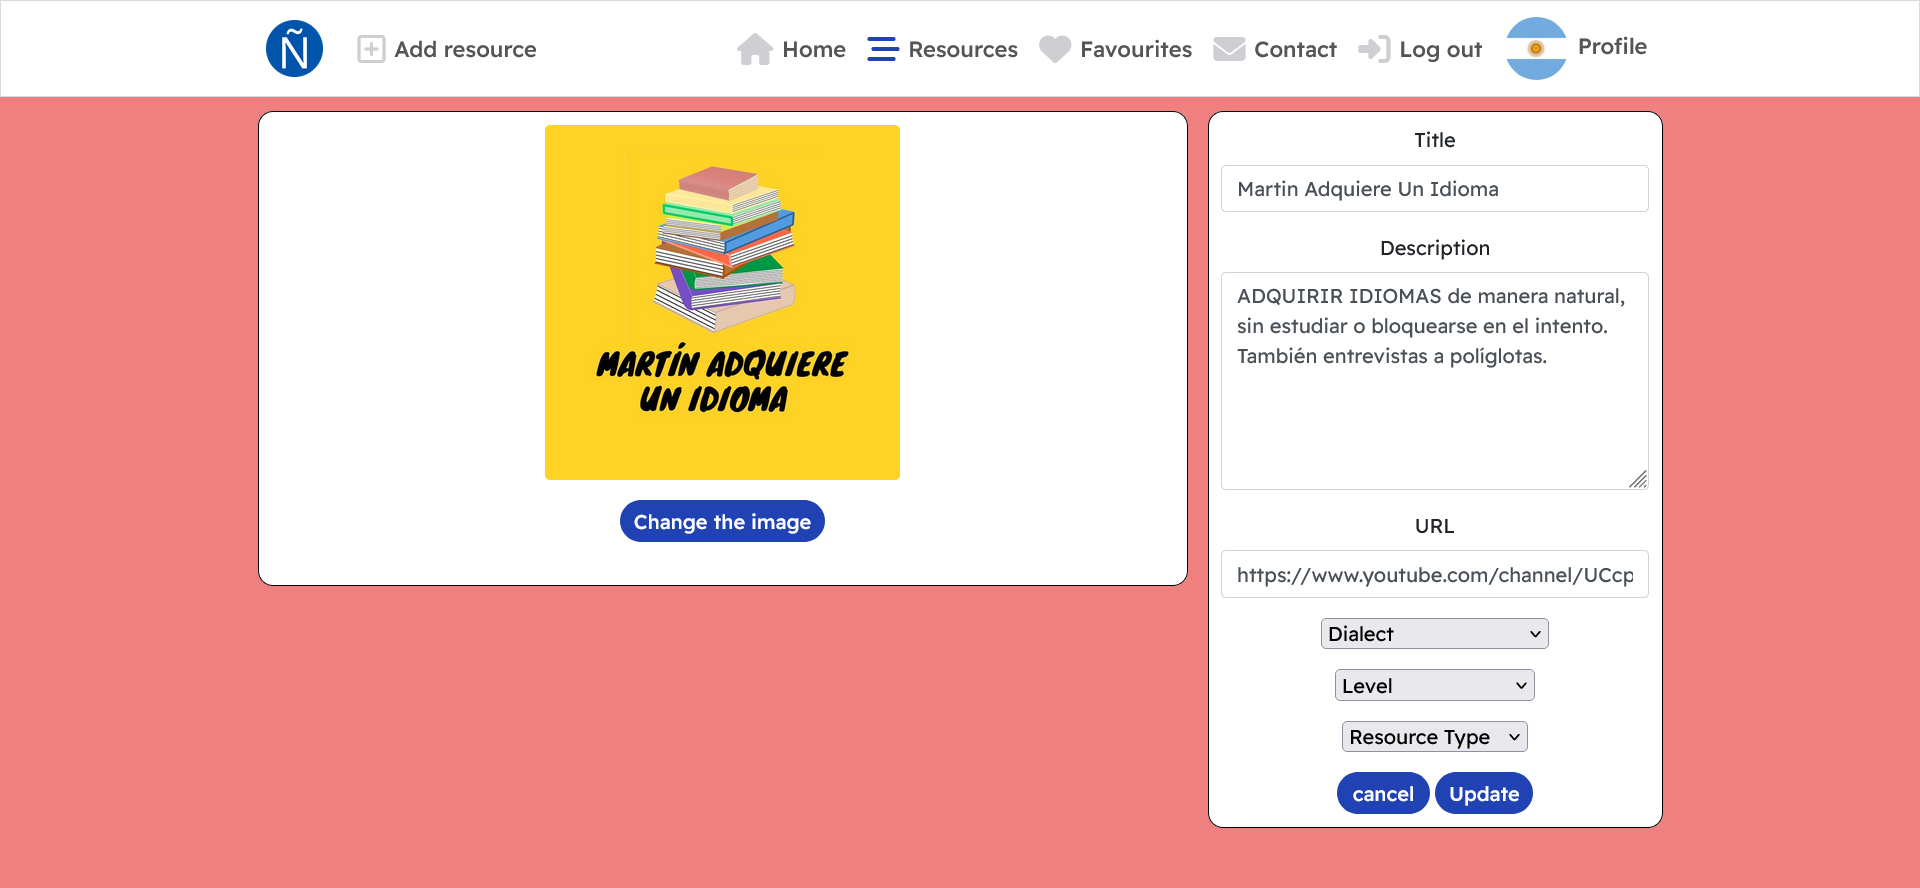 Ñ
Add resource
Home
Resources
Favourites
Contact
Log out
Profile
MARTÍN ADQUIERE
UN IDIOMA
Change the image
Title
Martin Adquiere Un Idioma
Description
ADQUIRIR IDIOMAS de manera natural,
sin estudiar o bloquearse en el intento.
También entrevistas a políglotas.
URL
https://www.youtube.com/channel/UCcp
Dialect
Level
Resource Type
cancel
Update